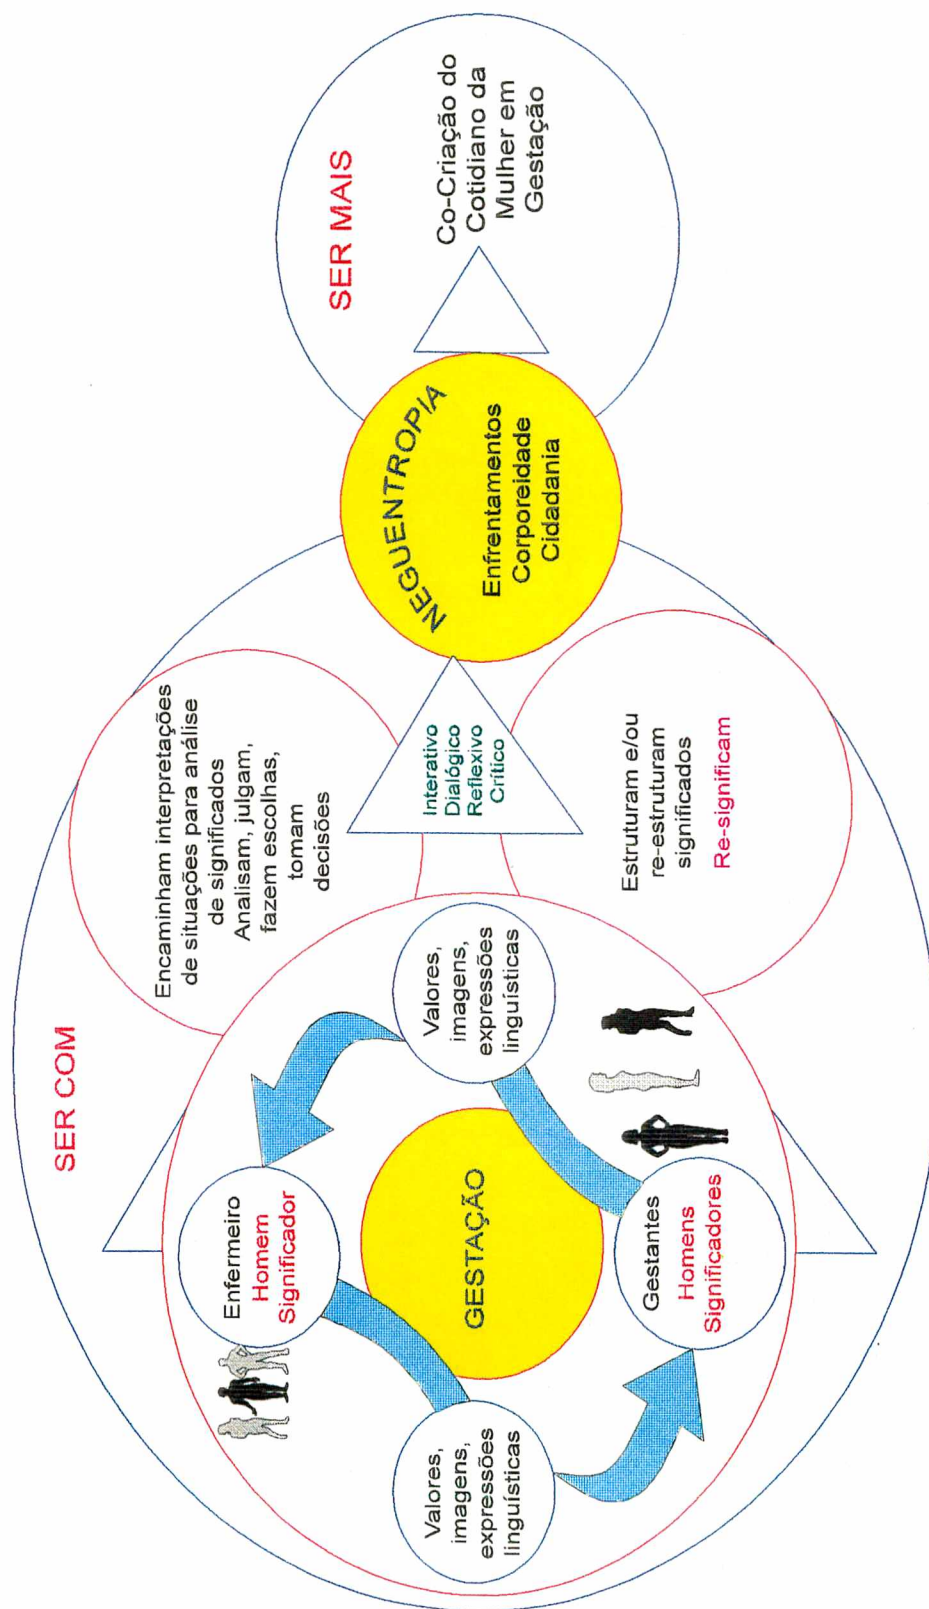 SER COM
Enfermeiro
Homem
Significador
Valores,
imagens,
expressões
linguísticas
GESTAÇÃO
Valores,
imagens,
expressões
linguísticas
Gestantes
Homens
Significadores
Encaminham interpretações
de situações para análise
de significados
Analisam, julgam,
fazem escolhas,
tomam
decisões
Interativo
Dialógico
Reflexivo
Crítico
Estruturam e/ou
re-estruturam
significados
Re-significam
NEGUENTROPIA
Enfrentamentos
Corporeidade
Cidadania
SER MAIS
Co-Criação do
Cotidiano da
Mulher em
Gestação